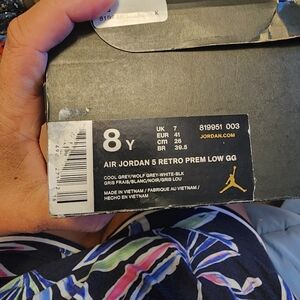 8 Y
UK 7
EUR 41
CM 26
BR 39.5
819951 003
JORDAN.COM
AIR JORDAN 5 RETRO PREM LOW GG
COOL GREY/WOLF GREY-WHITE-BLK
GRIS FRAIS/BLANC/NOIR/GRIS LOU
MADE IN VIETNAM / FABRIQUE AU VIETNAM /
HECHO EN VIETNAM